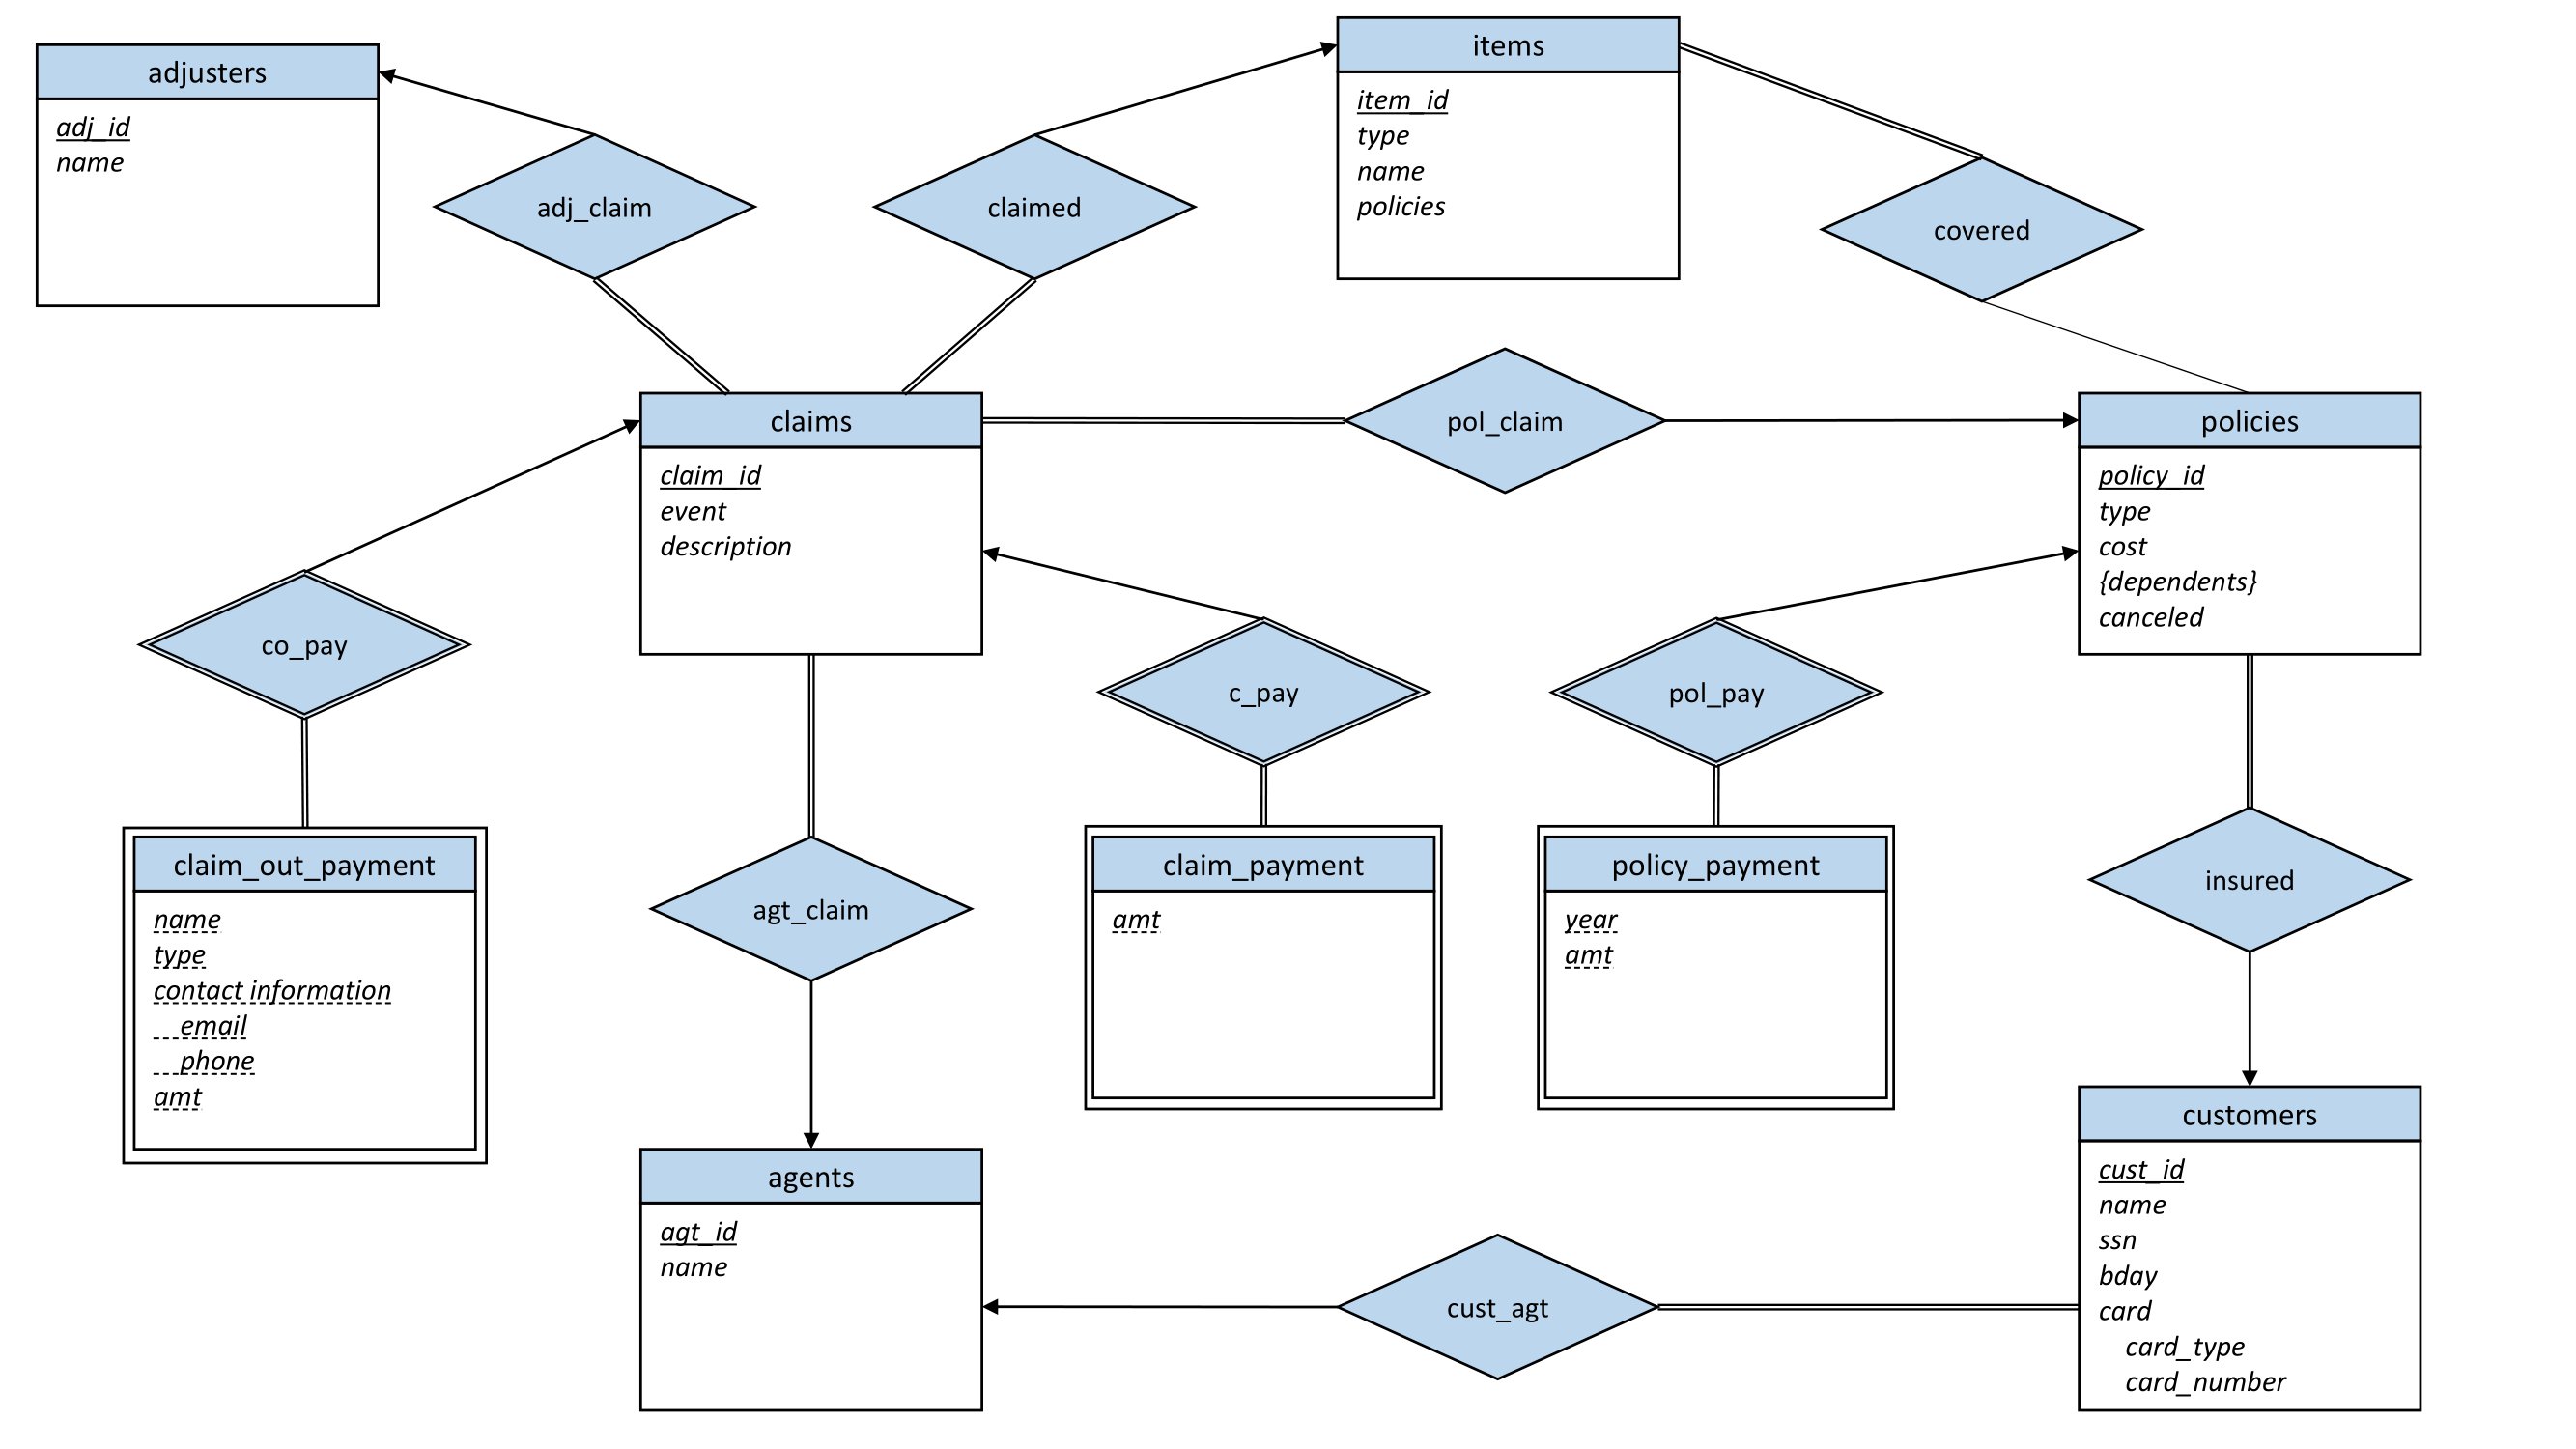 adjusters
adj_id
name
adj_claim
claimed
items
item_id
type
name
policies
covered
claims
claim_id
event
description
pol_claim
policies
policy_id
type
cost
{dependents}
canceled
co_pay
c_pay
pol_pay
claim_out_payment
name
type
contact information
email
phone
amt
agt_claim
claim_payment
amt
policy_payment
year
amt
insured
agents
agt_id
name
cust_agt
customers
cust_id
name
ssn
bday
card
card_type
card_number